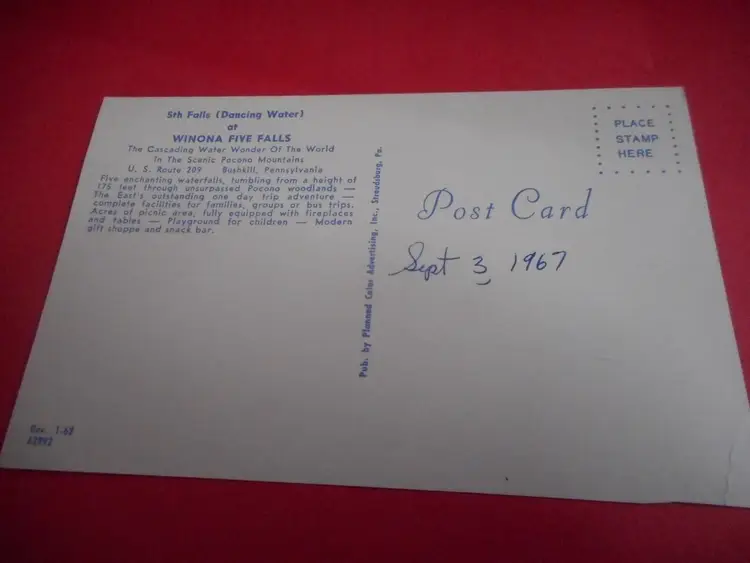 5th Falls (Dancing Water)
at
WINONA FIVE FALLS
The Cascading Water Wonder Of The World
In The Scenic Pocono Mountains
U. S. Route 209 Bushkill, Pennsylvania
Five enchanting waterfalls, tumbling from a height of
175 feet through unsurpassed Pocono woodlands —
The East's outstanding one day trip adventure —
complete facilities for families, groups or bus trips.
Acres of picnic area, fully equipped with fireplaces
and tables — Playground for children — Modern
gift shoppe and snack bar.
Pub. by Planned Color Advertising, Inc., Stroudsburg, Pa.
PLACE
STAMP
HERE
Post Card
Sept 3, 1967
Rev. 1-62